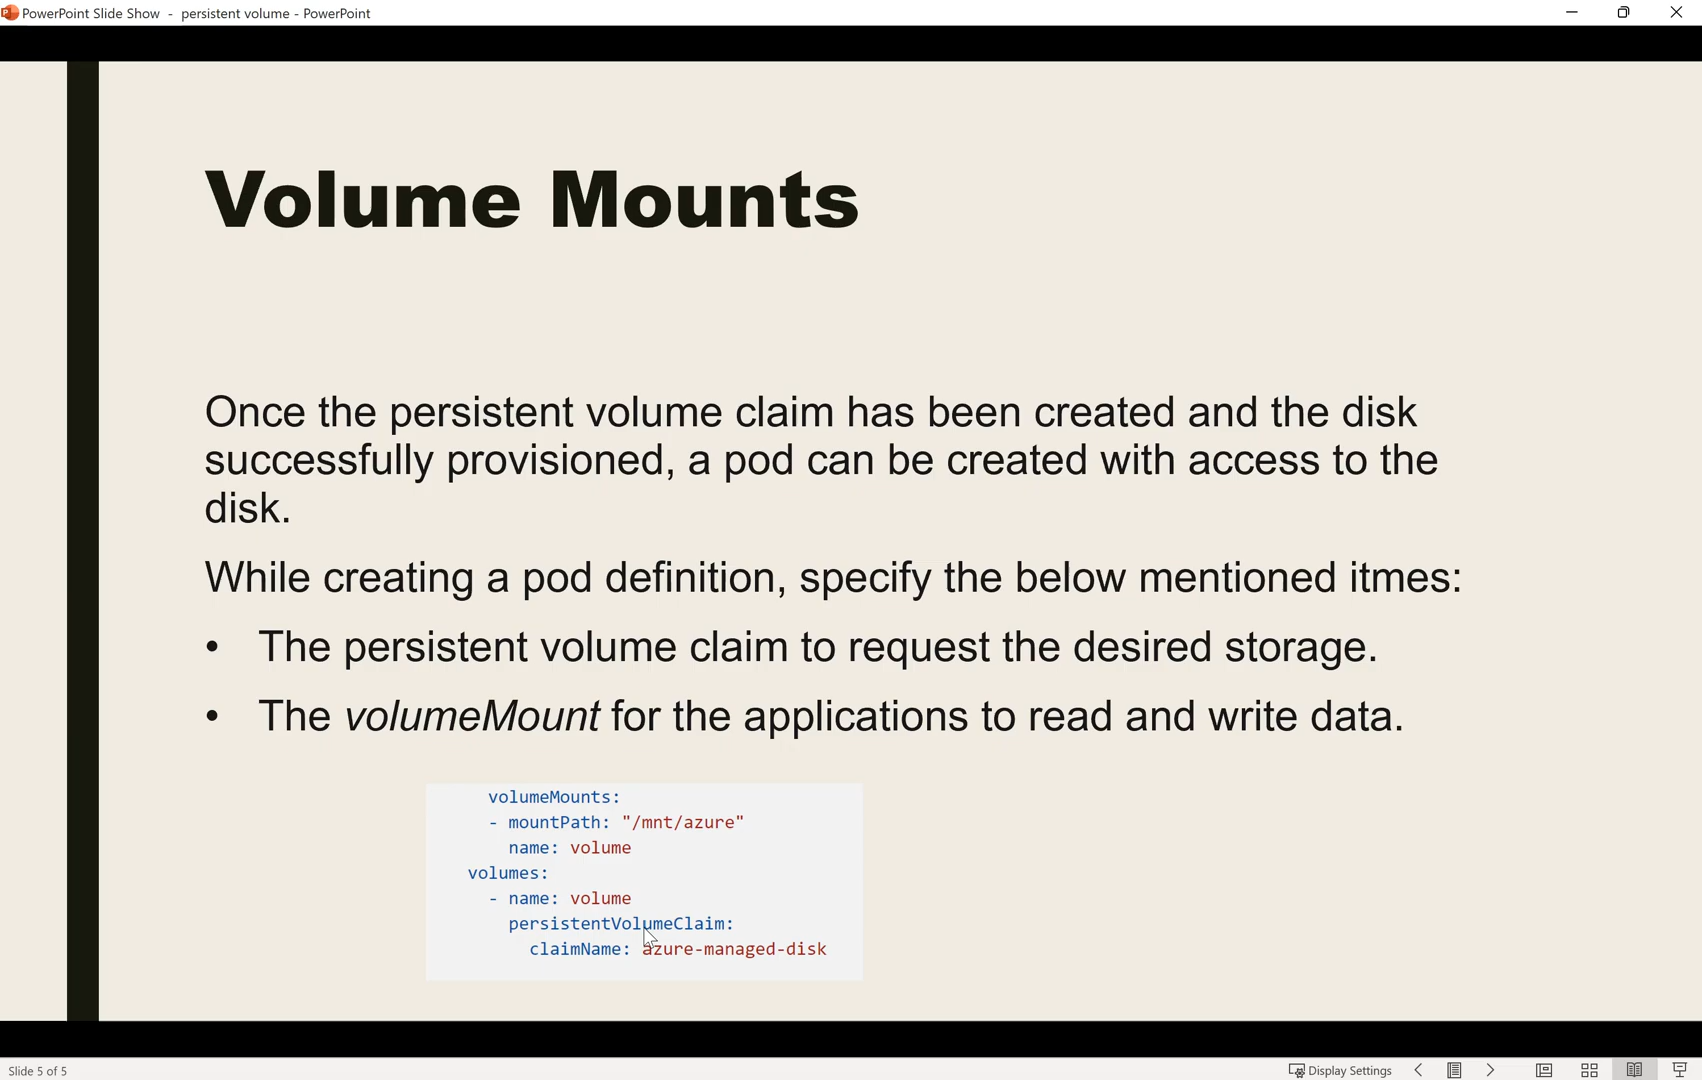 PowerPoint Slide Show - persistent volume - PowerPoint
Volume Mounts
Once the persistent volume claim has been created and the disk
successfully provisioned, a pod can be created with access to the
disk.
While creating a pod definition, specify the below mentioned itmes:
• The persistent volume claim to request the desired storage.
• The volumeMount for the applications to read and write data.
volumeMounts:
- mountPath: "/mnt/azure"
name: volume
volumes:
- name: volume
persistentVolumeClaim:
claimName: azure-managed-disk
Slide 5 of 5
Display Settings